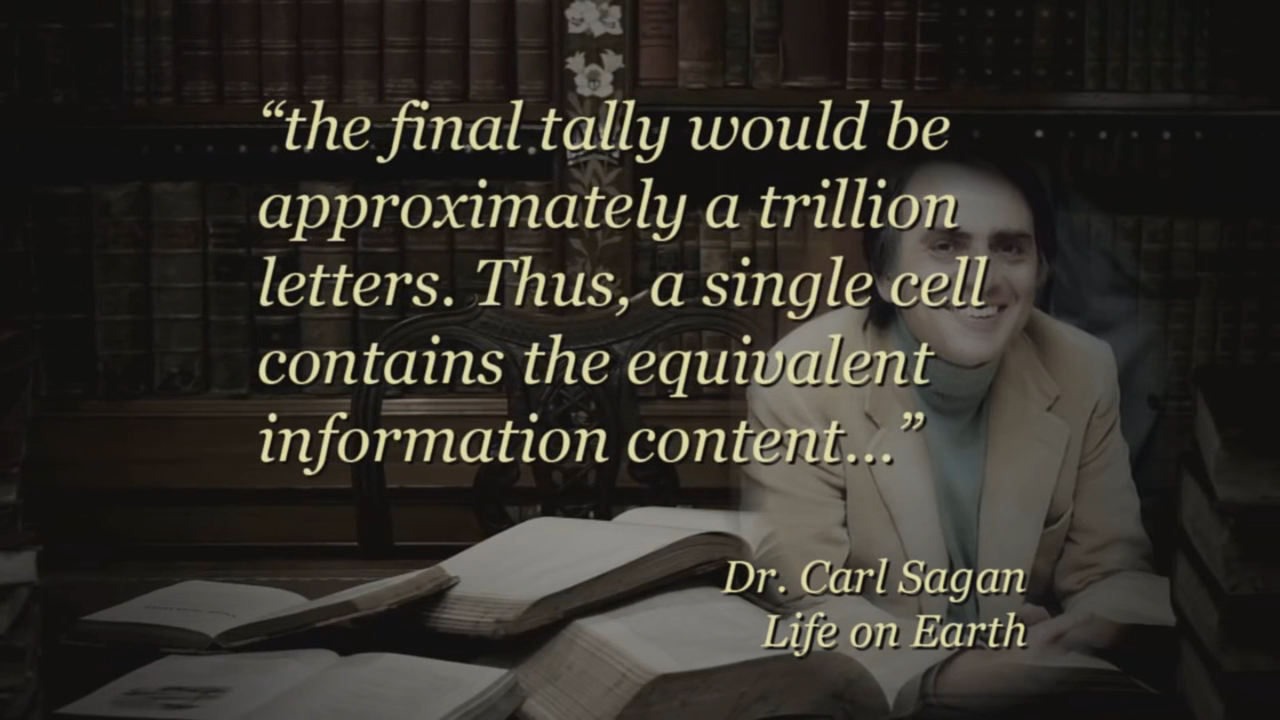 “the final tally would be
approximately a trillion
letters. Thus, a single cell
contains the equivalent
information content...”
Dr. Carl Sagan
Life on Earth